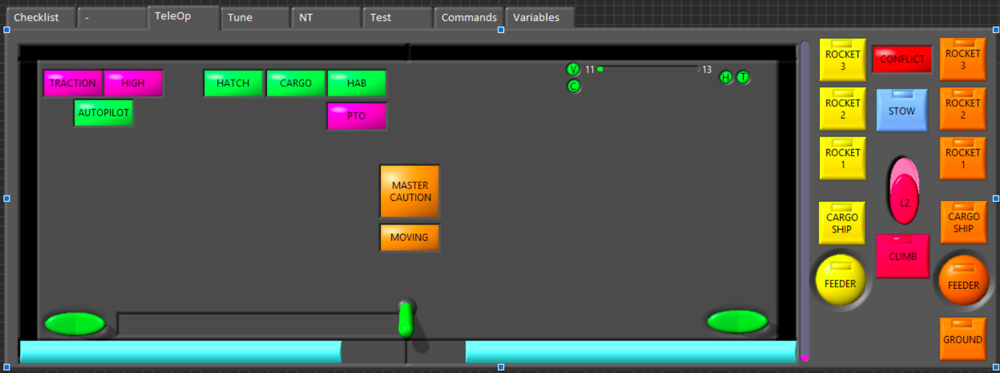 Checklist
-
TeleOp
Tune
NT
Test
Commands
Variables
TRACTION
HIGH
AUTOPILOT
HATCH
CARGO
HAB
PTO
V
11
13
C
H
T
MASTER
CAUTION
MOVING
ROCKET
3
CONFLICT
ROCKET
3
ROCKET
2
STOW
ROCKET
2
ROCKET
1
L2
ROCKET
1
CARGO
SHIP
CLIMB
CARGO
SHIP
FEEDER
FEEDER
GROUND